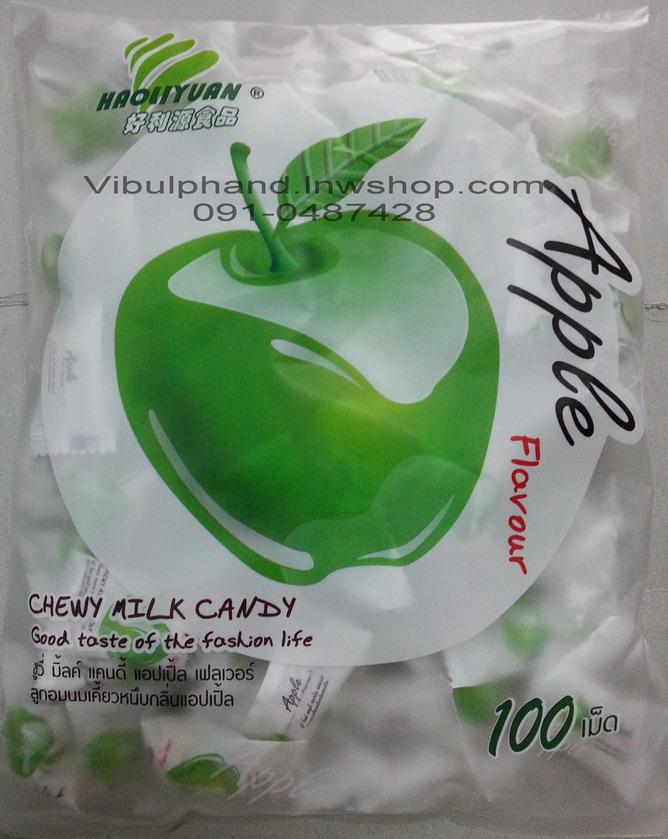 HAOLIYUAN ®
好利源食品
Vibulphand.lnwshop.com
091-0487428
Apple
Flavour
Apple
CHEWY MILK CANDY
Good taste of the fashion life
ชูวี่ มิ้ลค์ แคนดี้ แอปเปิ้ล เฟลเวอร์
ลูกอมนมเคี้ยวหนึบกลิ่นแอปเปิ้ล
Apple
100 เม็ด
Apple